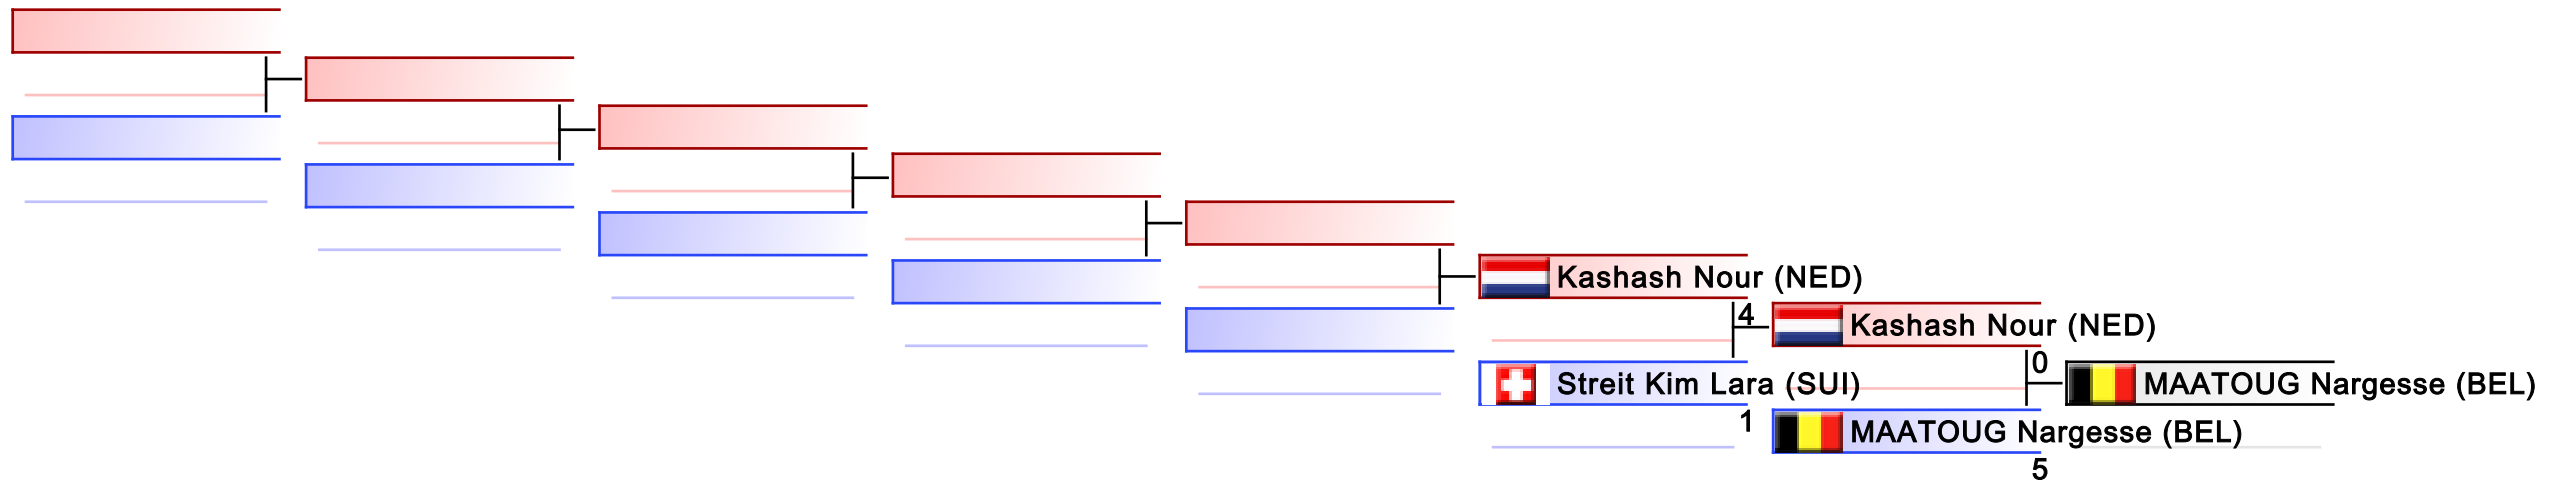 Kashash Nour (NED)
4
Kashash Nour (NED)
0
Streit Kim Lara (SUI)
MAATOUG Nargesse (BEL)
1
MAATOUG Nargesse (BEL)
5